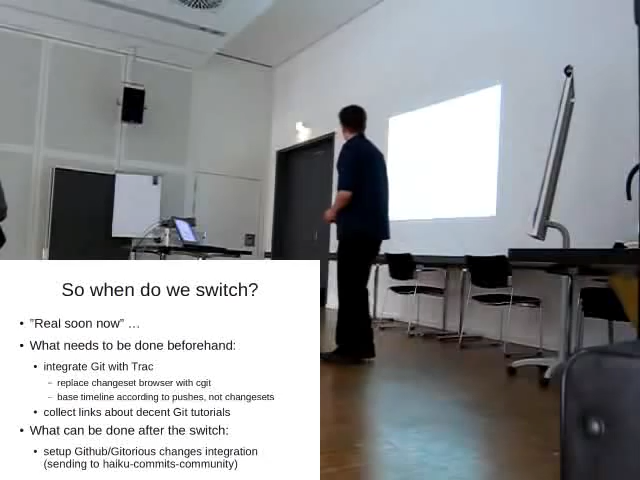 So when do we switch?
• "Real soon now" …
• What needs to be done beforehand:
• integrate Git with Trac
– replace changeset browser with cgit
– base timeline according to pushes, not changesets
• collect links about decent Git tutorials
• What can be done after the switch:
• setup Github/Gitorious changes integration
(sending to haiku-commits-community)